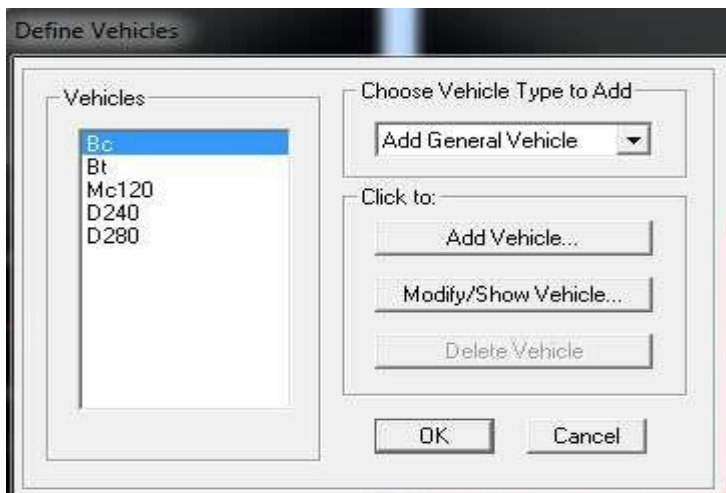 Define Vehicles
Vehicles
Bc
Bt
Mc120
D240
D280
Choose Vehicle Type to Add
Add General Vehicle
Click to:
Add Vehicle...
Modify/Show Vehicle...
Delete Vehicle
OK
Cancel